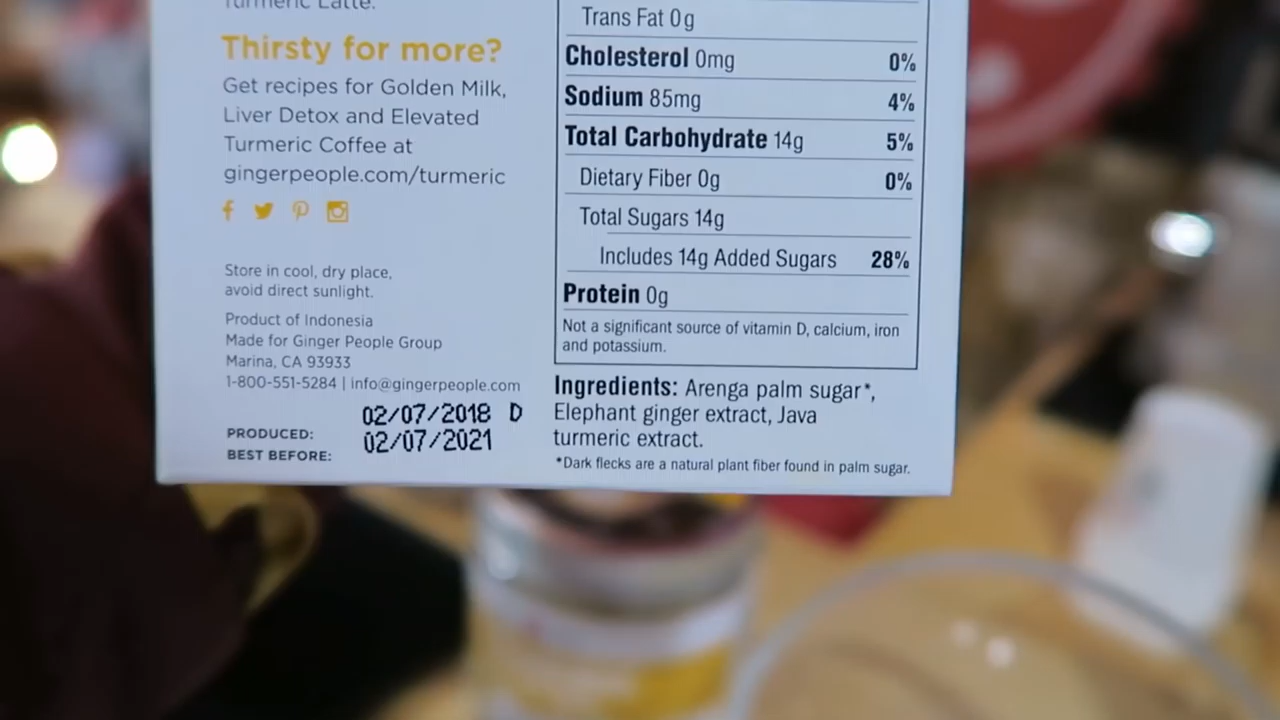 Turmeric Latte.
Thirsty for more?
Get recipes for Golden Milk,
Liver Detox and Elevated
Turmeric Coffee at
gingerpeople.com/turmeric
Store in cool, dry place,
avoid direct sunlight.
Product of Indonesia
Made for Ginger People Group
Marina, CA 93933
1-800-551-5284 | info@gingerpeople.com
PRODUCED: 02/07/2018 D
BEST BEFORE: 02/07/2021
Trans Fat 0g
Cholesterol 0mg 0%
Sodium 85mg 4%
Total Carbohydrate 14g 5%
Dietary Fiber 0g 0%
Total Sugars 14g
Includes 14g Added Sugars 28%
Protein 0g
Not a significant source of vitamin D, calcium, iron
and potassium.
Ingredients: Arenga palm sugar*,
Elephant ginger extract, Java
turmeric extract.
*Dark flecks are a natural plant fiber found in palm sugar.